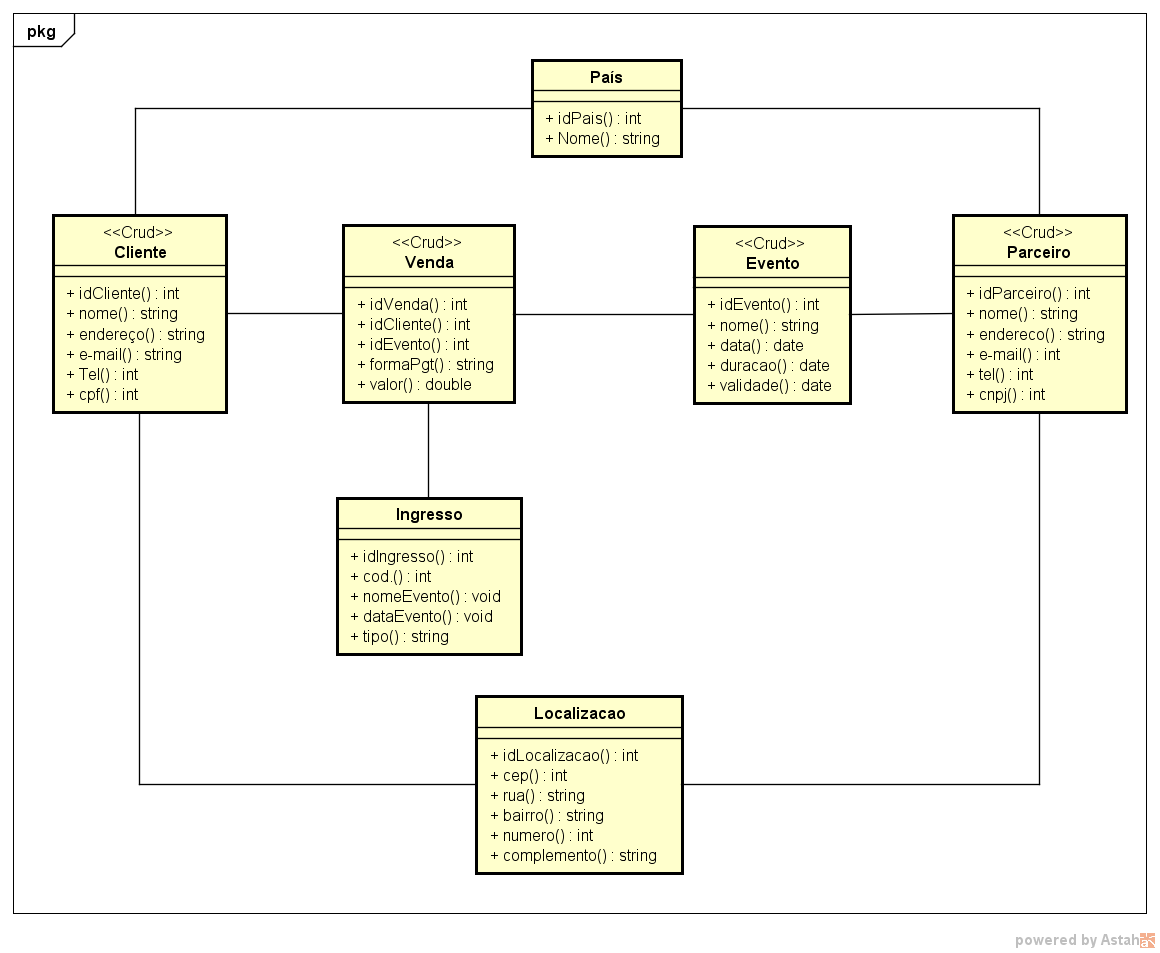 pkg
País
+ idPais() : int
+ Nome() : string
<<Crud>>
Cliente
+ idCliente() : int
+ nome() : string
+ endereço() : string
+ e-mail() : string
+ Tel() : int
+ cpf() : int
<<Crud>>
Venda
+ idVenda() : int
+ idCliente() : int
+ idEvento() : int
+ formaPgt() : string
+ valor() : double
<<Crud>>
Evento
+ idEvento() : int
+ nome() : string
+ data() : date
+ duracao() : date
+ validade() : date
<<Crud>>
Parceiro
+ idParceiro() : int
+ nome() : string
+ endereco() : string
+ e-mail() : int
+ tel() : int
+ cnpj() : int
Ingresso
+ idIngresso() : int
+ cod.() : int
+ nomeEvento() : void
+ dataEvento() : void
+ tipo() : string
Localizacao
+ idLocalizacao() : int
+ cep() : int
+ rua() : string
+ bairro() : string
+ numero() : int
+ complemento() : string
powered by Astah